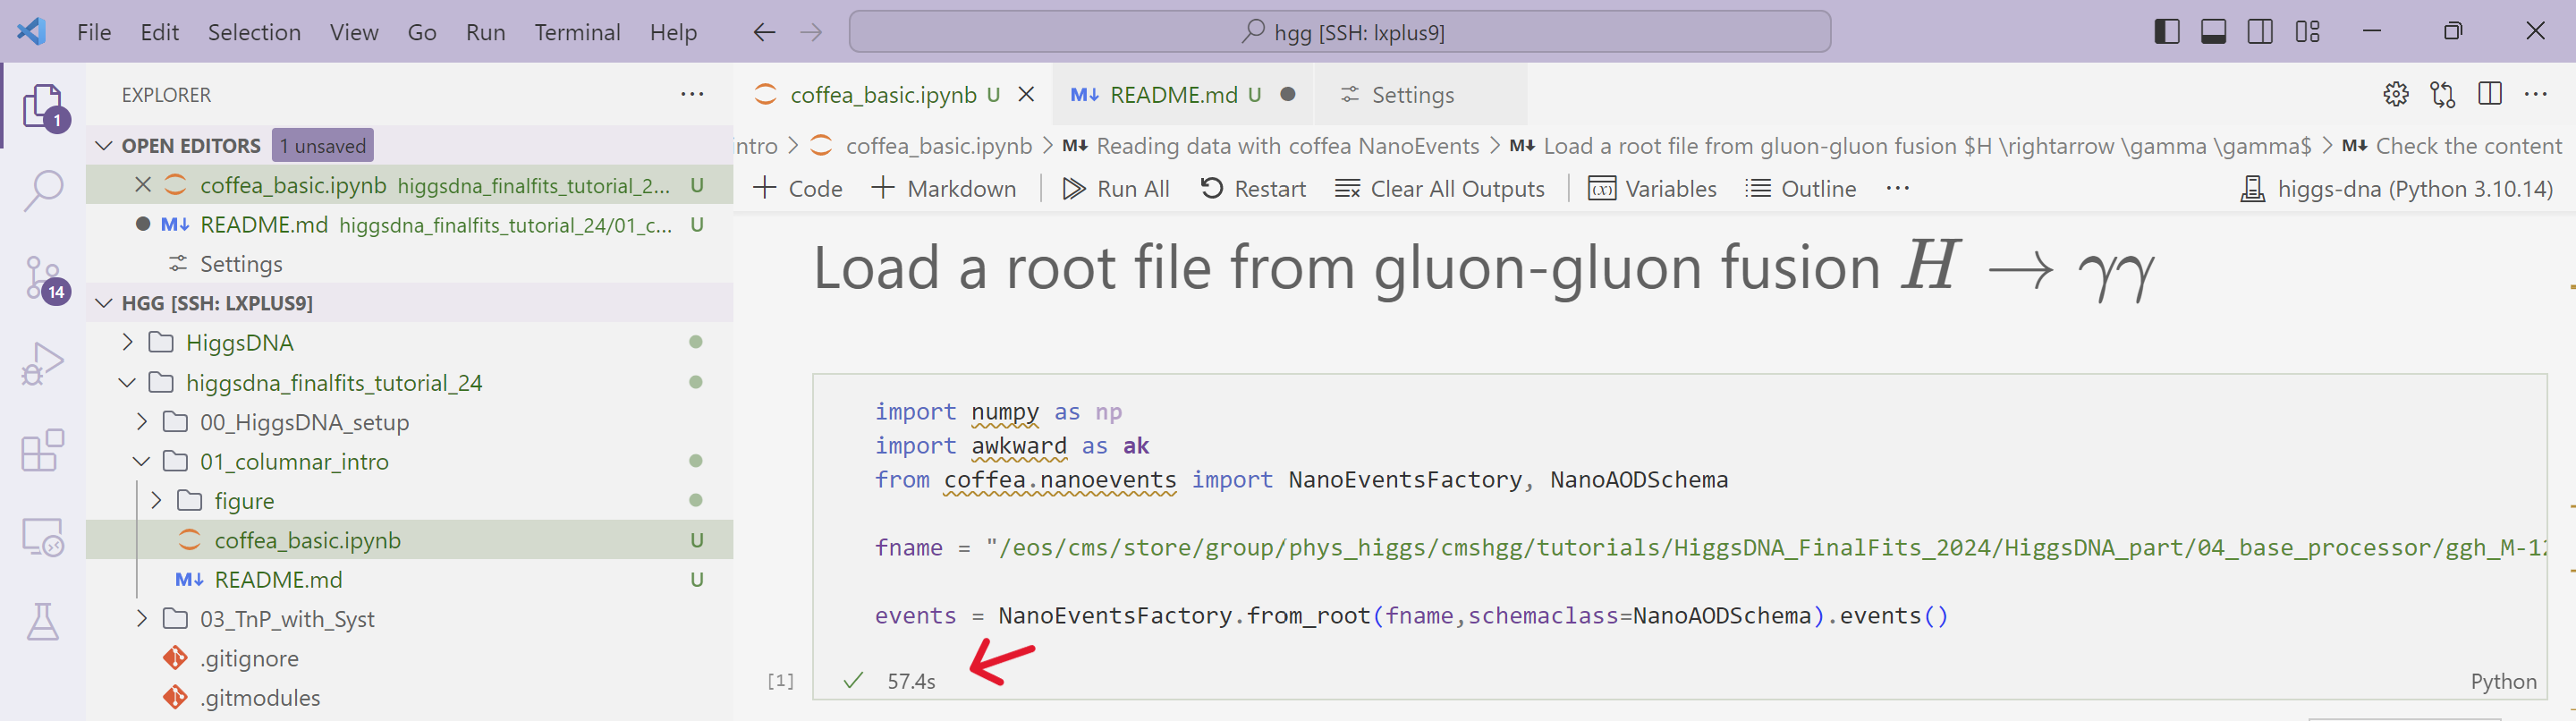 File Edit Selection View Go Run Terminal Help
hgg [SSH: lxplus9]
EXPLORER
1
OPEN EDITORS 1 unsaved
coffea_basic.ipynb higgsdna_finalfits_tutorial_2... U
README.md higgsdna_finalfits_tutorial_24/01_c... U
Settings
14
HGG [SSH: LXPLUS9]
HiggsDNA
higgsdna_finalfits_tutorial_24
00_HiggsDNA_setup
01_columnar_intro
figure
coffea_basic.ipynb U
README.md U
03_TnP_with_Syst
.gitignore
.gitmodules
coffea_basic.ipynb U README.md U Settings
intro > coffea_basic.ipynb > Reading data with coffea NanoEvents > Load a root file from gluon-gluon fusion $H \rightarrow \gamma \gamma$ > Check the content
+ Code + Markdown Run All Restart Clear All Outputs Variables Outline ... higgs-dna (Python 3.10.14)
Load a root file from gluon-gluon fusion H → γγ
import numpy as np
import awkward as ak
from coffea.nanoevents import NanoEventsFactory, NanoAODSchema
fname = "/eos/cms/store/group/phys_higgs/cmshgg/tutorials/HiggsDNA_FinalFits_2024/HiggsDNA_part/04_base_processor/ggh_M-12
events = NanoEventsFactory.from_root(fname,schemaclass=NanoAODSchema).events()
[1] ✓ 57.4s Python